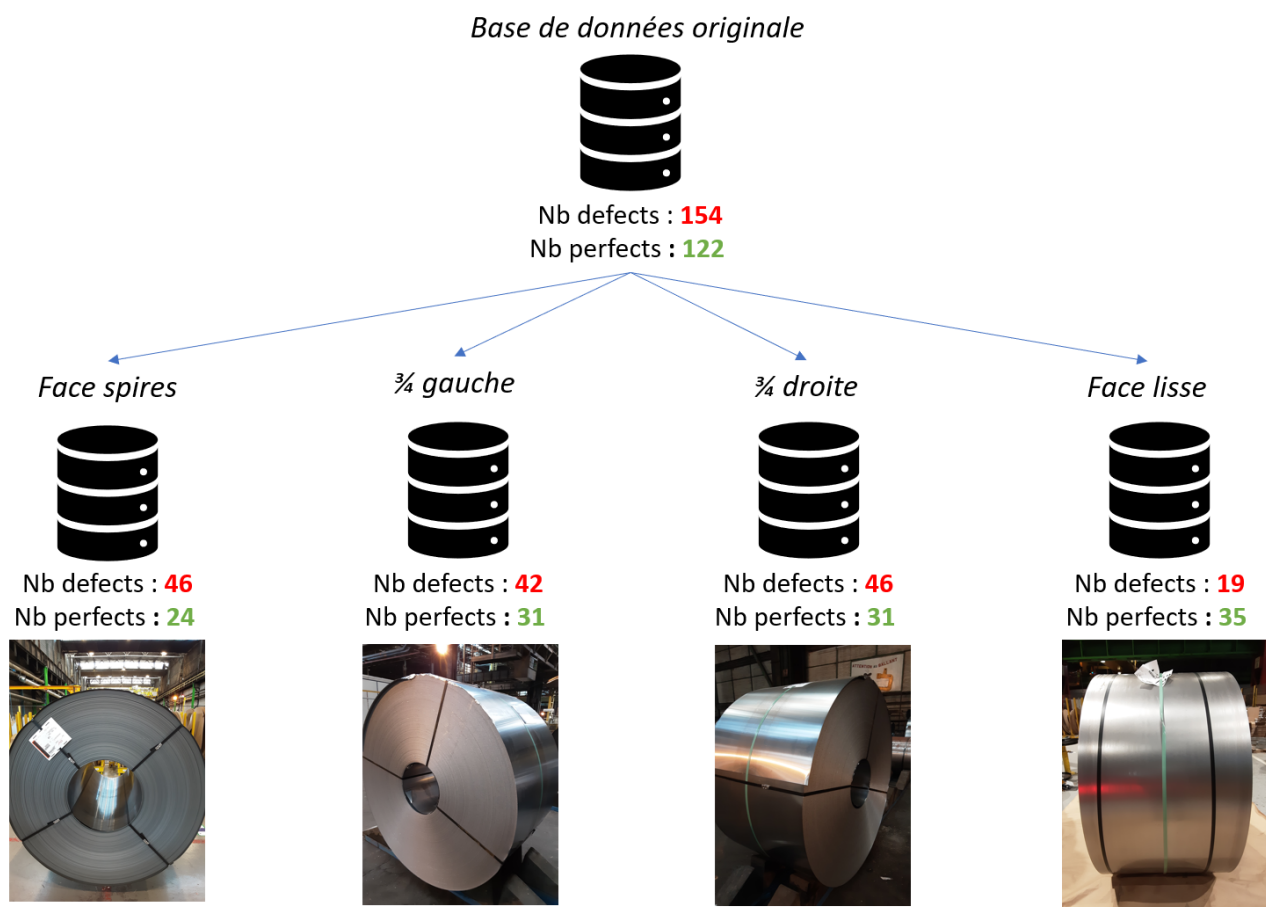 Base de données originale
Nb defects : 154
Nb perfects : 122
Face spires
¾ gauche
¾ droite
Face lisse
Nb defects : 46
Nb perfects : 24
Nb defects : 42
Nb perfects : 31
Nb defects : 46
Nb perfects : 31
Nb defects : 19
Nb perfects : 35